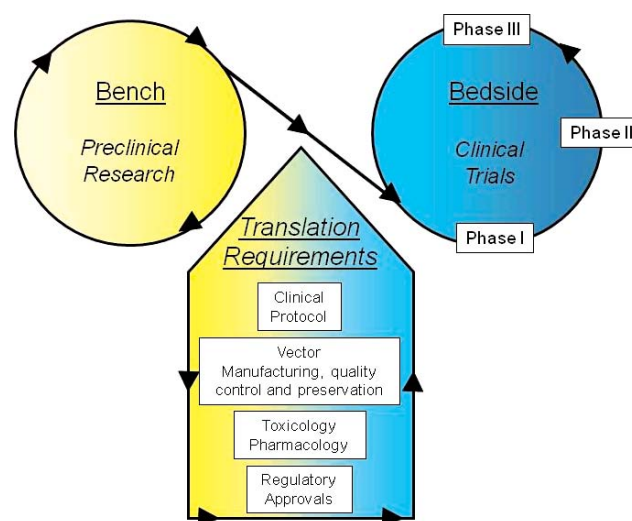 Bench
Preclinical
Research
Phase III
Bedside
Phase II
Clinical
Trials
Phase I
Translation
Requirements
Clinical
Protocol
Vector
Manufacturing, quality
control and preservation
Toxicology
Pharmacology
Regulatory
Approvals